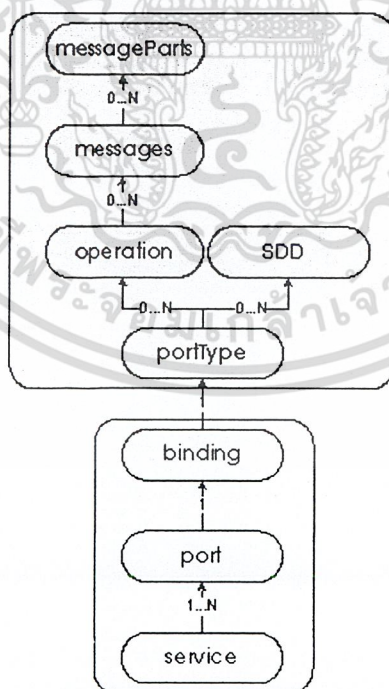 messageParts
0...N
messages
0...N
operation
SDD
0...N
0...N
portType
binding
1
port
1...N
service